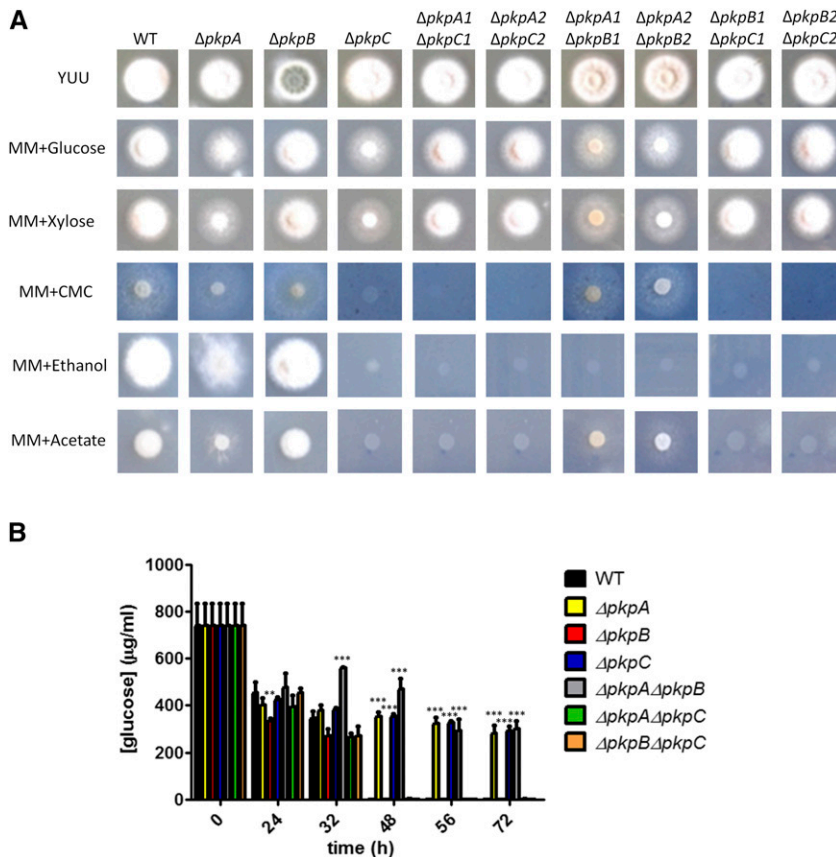 A
WT ΔpkpA ΔpkpB ΔpkpC ΔpkpA1 ΔpkpA2 ΔpkpA1 ΔpkpA2 ΔpkpB1 ΔpkpB2
ΔpkpC1 ΔpkpC2 ΔpkpB1 ΔpkpB2 ΔpkpC1 ΔpkpC2
YUU
MM+Glucose
MM+Xylose
MM+CMC
MM+Ethanol
MM+Acetate
B
[glucose] (µg/ml)
1000
800
600
400
200
0
** *** *** *** *** *** *** *** *** *** ***
0 24 32 48 56 72
time (h)
WT
ΔpkpA
ΔpkpB
ΔpkpC
ΔpkpAΔpkpB
ΔpkpAΔpkpC
ΔpkpBΔpkpC